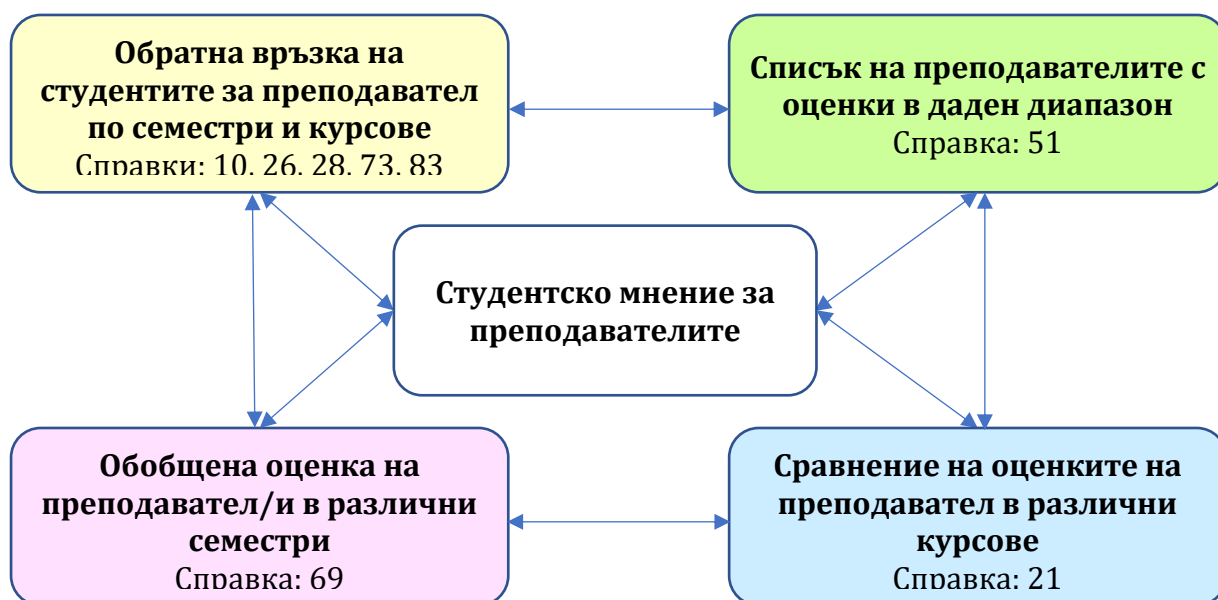 Обратна връзка на
студентите за преподавател
по семестри и курсове
Справки: 10, 26, 28, 73, 83
Списък на преподавателите с
оценки в даден диапазон
Справка: 51
Студентско мнение за
преподавателите
Обобщена оценка на
преподавател/и в различни
семестри
Справка: 69
Сравнение на оценките на
преподавател в различни
курсове
Справка: 21